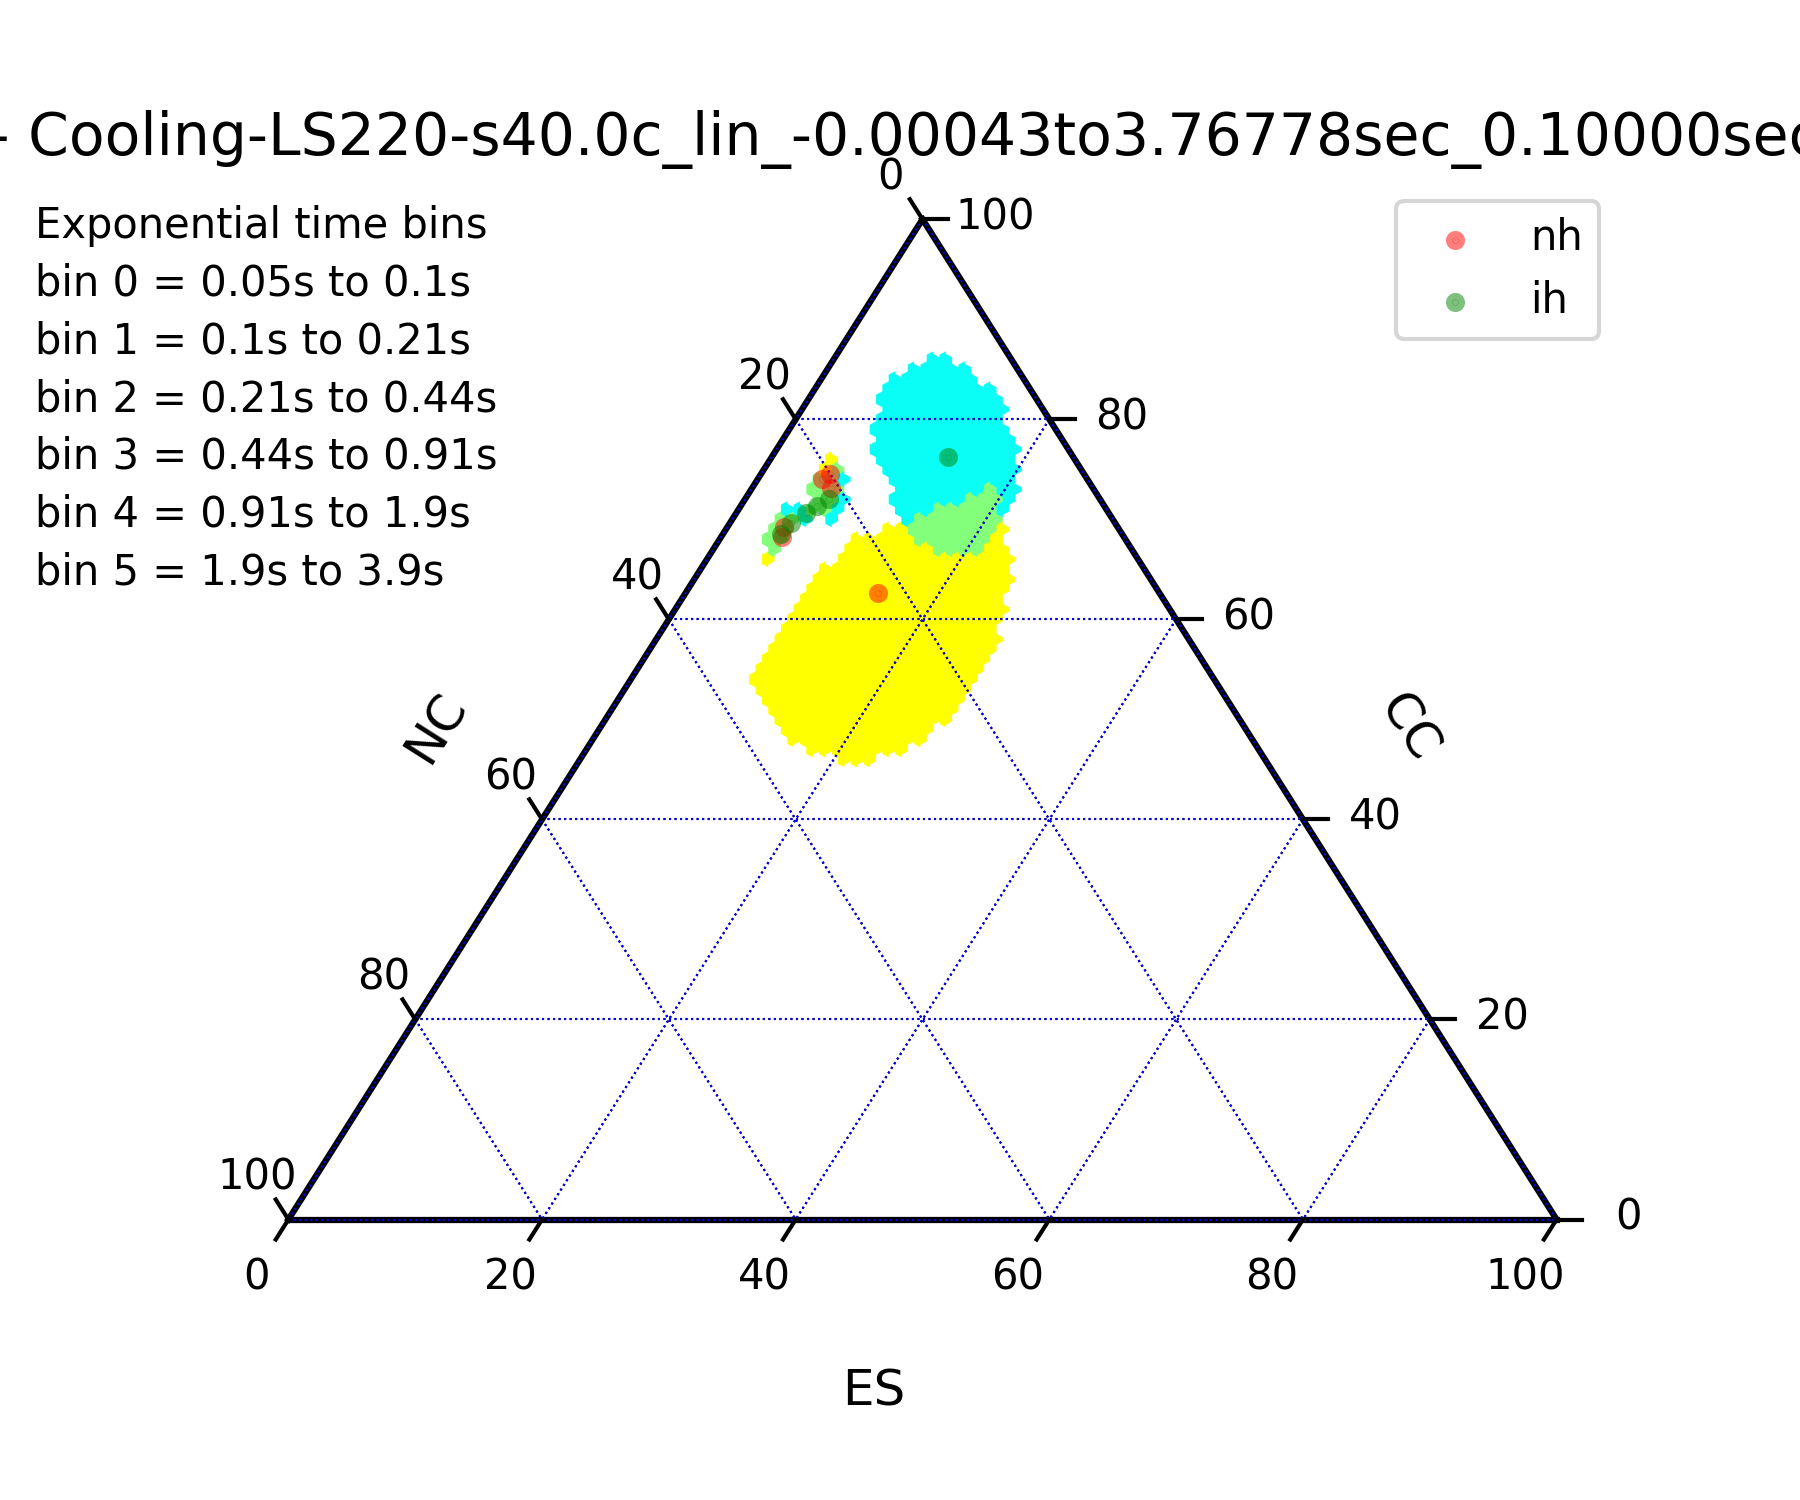 - Cooling-LS220-s40.0c_lin_-0.00043to3.76778sec_0.10000sec
Exponential time bins
bin 0 = 0.05s to 0.1s
bin 1 = 0.1s to 0.21s
bin 2 = 0.21s to 0.44s
bin 3 = 0.44s to 0.91s
bin 4 = 0.91s to 1.9s
bin 5 = 1.9s to 3.9s
nh
ih
0
20
40
60
80
100
NC
100
80
60
40
20
0
CC
0
20
40
60
80
100
ES